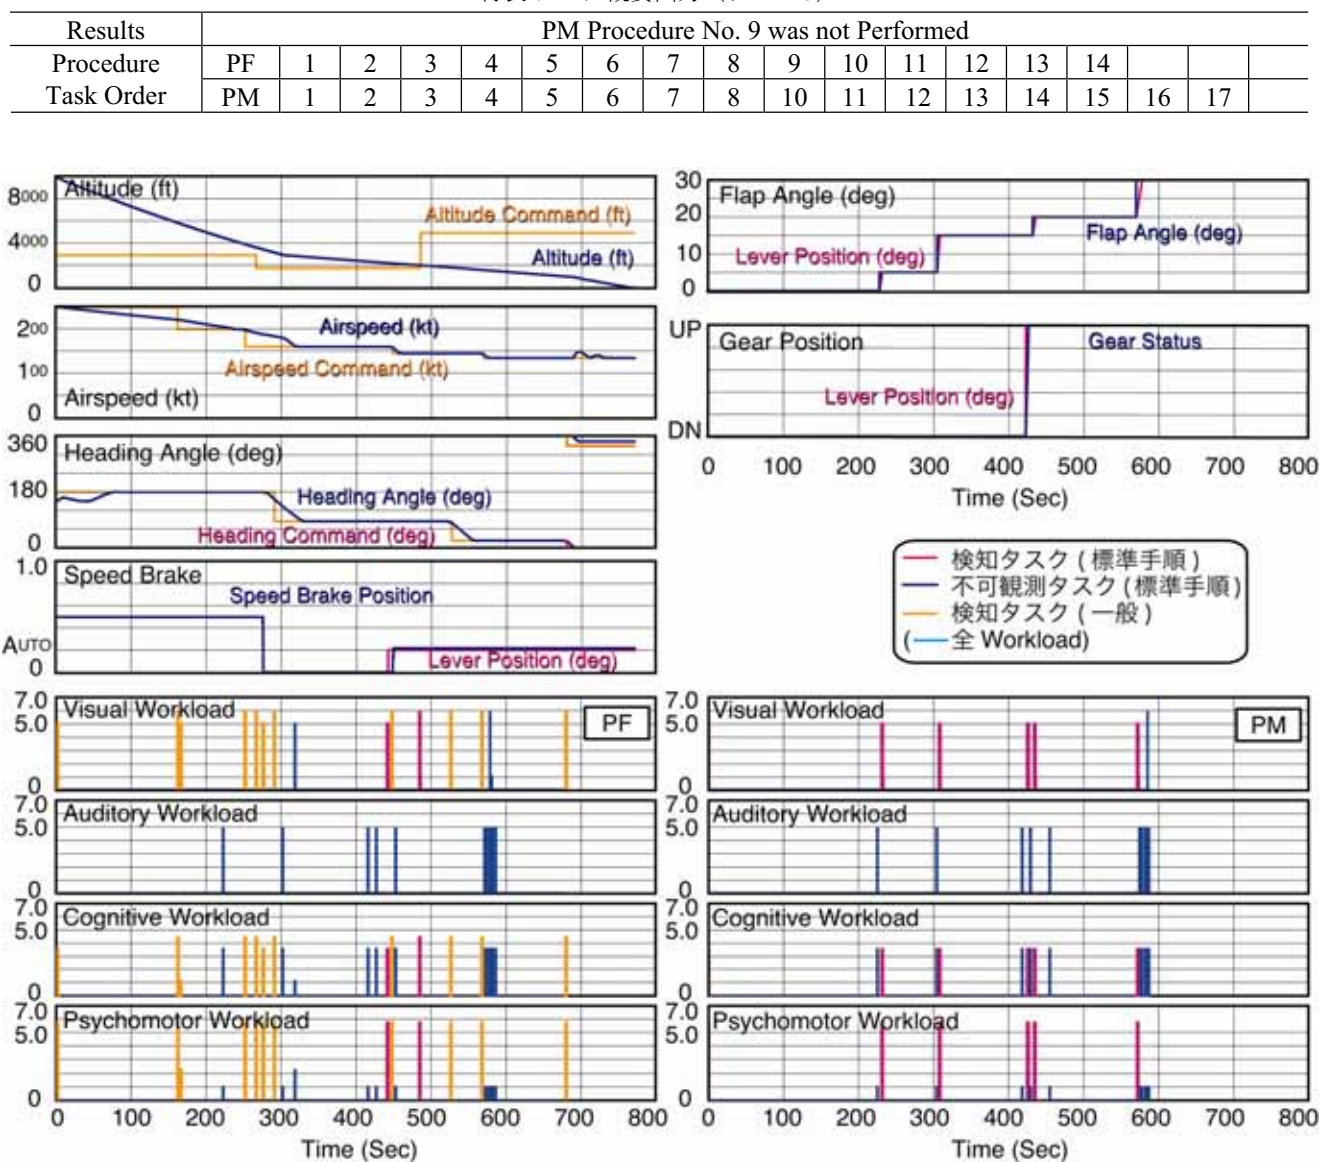 Results PM Procedure No. 9 was not Performed
Procedure PF 1 2 3 4 5 6 7 8 9 10 11 12 13 14
Task Order PM 1 2 3 4 5 6 7 8 10 11 12 13 14 15 16 17
Altitude (ft)
8000
4000
0
Altitude Command (ft)
Altitude (ft)
200
100
0
Airspeed (kt)
Airspeed Command (kt)
Airspeed (kt)
360
180
0
Heading Angle (deg)
Heading Angle (deg)
Heading Command (deg)
1.0
AUTO
0
Speed Brake
Speed Brake Position
Lever Position (deg)
30
20
10
0
Flap Angle (deg)
Lever Position (deg)
Flap Angle (deg)
UP
DN
Gear Position
Gear Status
Lever Position (deg)
0 100 200 300 400 500 600 700 800
Time (Sec)
検知タスク ( 標準手順 )
不可観測タスク ( 標準手順 )
検知タスク ( 一般 )
( 全 Workload)
7.0
5.0
0
Visual Workload
PF
7.0
5.0
0
Auditory Workload
7.0
5.0
0
Cognitive Workload
7.0
5.0
0
Psychomotor Workload
0 100 200 300 400 500 600 700 800
Time (Sec)
7.0
5.0
0
Visual Workload
PM
7.0
5.0
0
Auditory Workload
7.0
5.0
0
Cognitive Workload
7.0
5.0
0
Psychomotor Workload
0 100 200 300 400 500 600 700 800
Time (Sec)